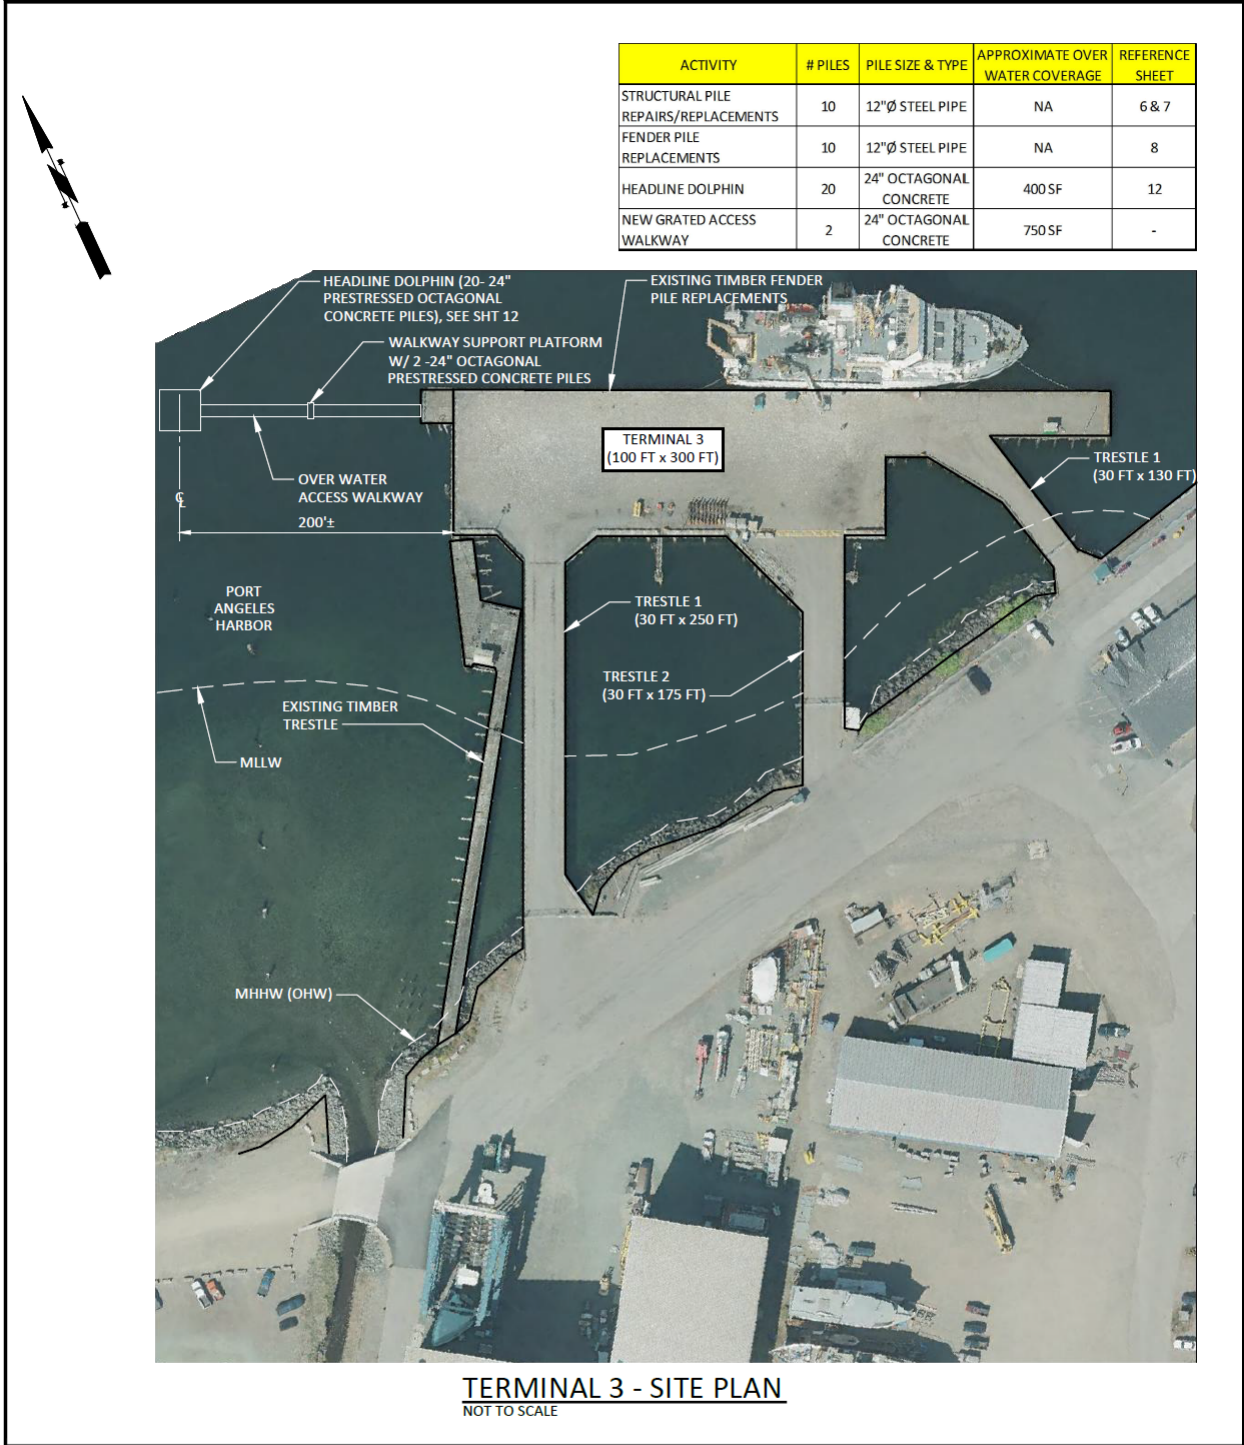 ACTIVITY # PILES PILE SIZE & TYPE APPROXIMATE OVER WATER COVERAGE REFERENCE SHEET
STRUCTURAL PILE REPAIRS/REPLACEMENTS 10 12"Ø STEEL PIPE NA 6 & 7
FENDER PILE REPLACEMENTS 10 12"Ø STEEL PIPE NA 8
HEADLINE DOLPHIN 20 24" OCTAGONAL CONCRETE 400 SF 12
NEW GRATED ACCESS WALKWAY 2 24" OCTAGONAL CONCRETE 750 SF -
HEADLINE DOLPHIN (20- 24"
PRESTRESSED OCTAGONAL
CONCRETE PILES), SEE SHT 12
EXISTING TIMBER FENDER
PILE REPLACEMENTS
WALKWAY SUPPORT PLATFORM
W/ 2 -24" OCTAGONAL
PRESTRESSED CONCRETE PILES
TERMINAL 3
(100 FT x 300 FT)
TRESTLE 1
(30 FT x 130 FT)
OVER WATER
ACCESS WALKWAY
℄
200'±
PORT
ANGELES
HARBOR
TRESTLE 1
(30 FT x 250 FT)
TRESTLE 2
(30 FT x 175 FT)
EXISTING TIMBER
TRESTLE
MLLW
MHHW (OHW)
TERMINAL 3 - SITE PLAN
NOT TO SCALE